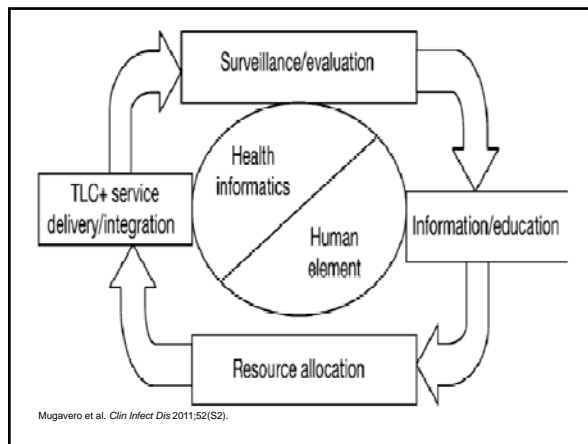 Surveillance/evaluation
Health
informatics
TLC+ service
delivery/integration
Information/education
Human
element
Resource allocation
Mugavero et al. Clin Infect Dis 2011;52(S2).